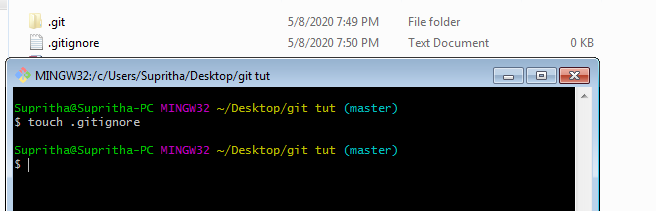 .git 5/8/2020 7:49 PM File folder
.gitignore 5/8/2020 7:50 PM Text Document 0 KB
MINGW32:/c/Users/Supritha/Desktop/git tut
Supritha@Supritha-PC MINGW32 ~/Desktop/git tut (master)
$ touch .gitignore
Supritha@Supritha-PC MINGW32 ~/Desktop/git tut (master)
$